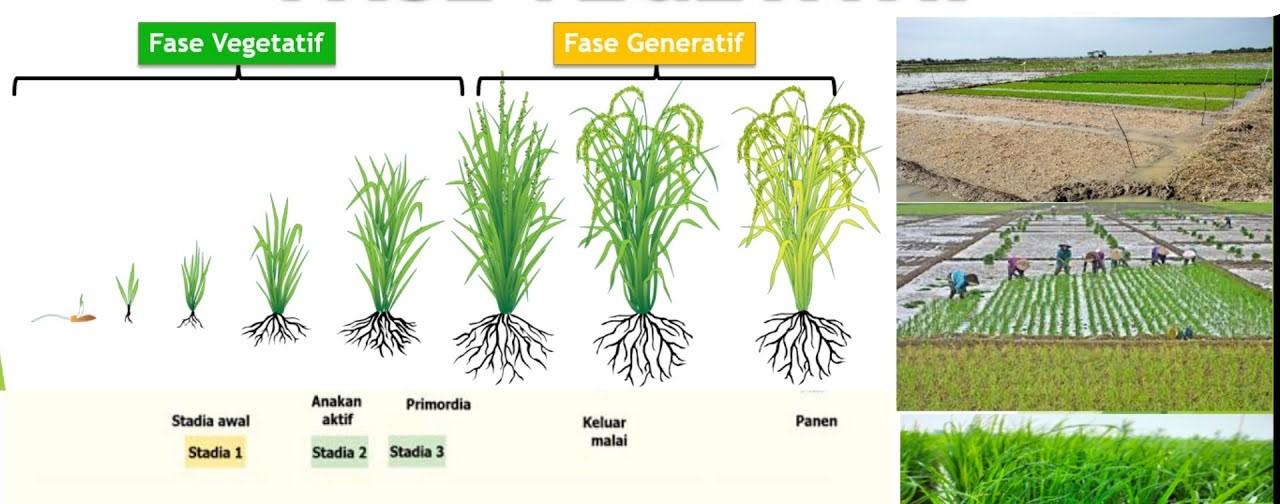 Fase Vegetatif
Fase Generatif
Stadia awal
Anakan
aktif
Primordia
Keluar
malai
Panen
Stadia 1
Stadia 2
Stadia 3